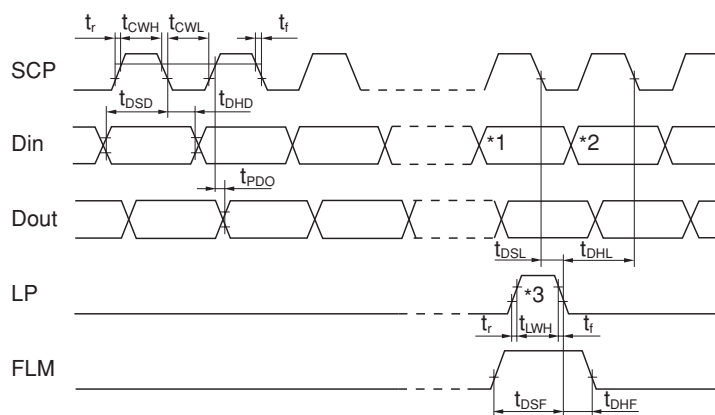 tr tCWH tCWL tf
SCP
tDSD tDHD
Din *1 *2
tPDO
Dout
tDSL tDHL
LP *3
tr tLWH tf
FLM
tDSF tDHF